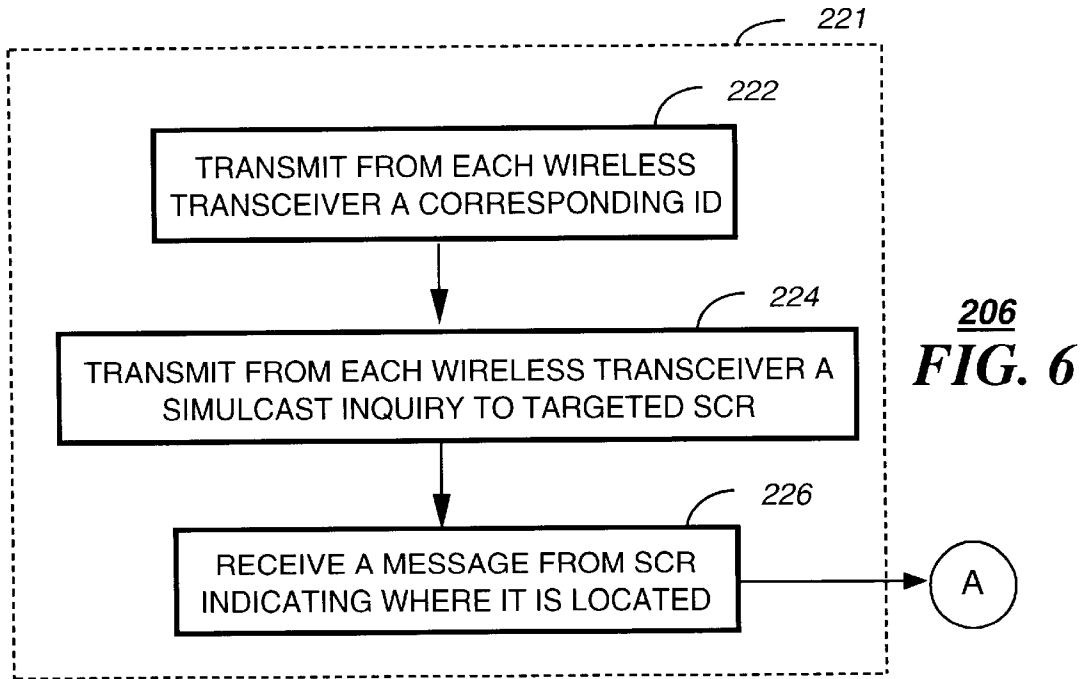 221
222
TRANSMIT FROM EACH WIRELESS
TRANSCEIVER A CORRESPONDING ID
224
TRANSMIT FROM EACH WIRELESS TRANSCEIVER A
SIMULCAST INQUIRY TO TARGETED SCR
206
FIG. 6
226
RECEIVE A MESSAGE FROM SCR
INDICATING WHERE IT IS LOCATED
A